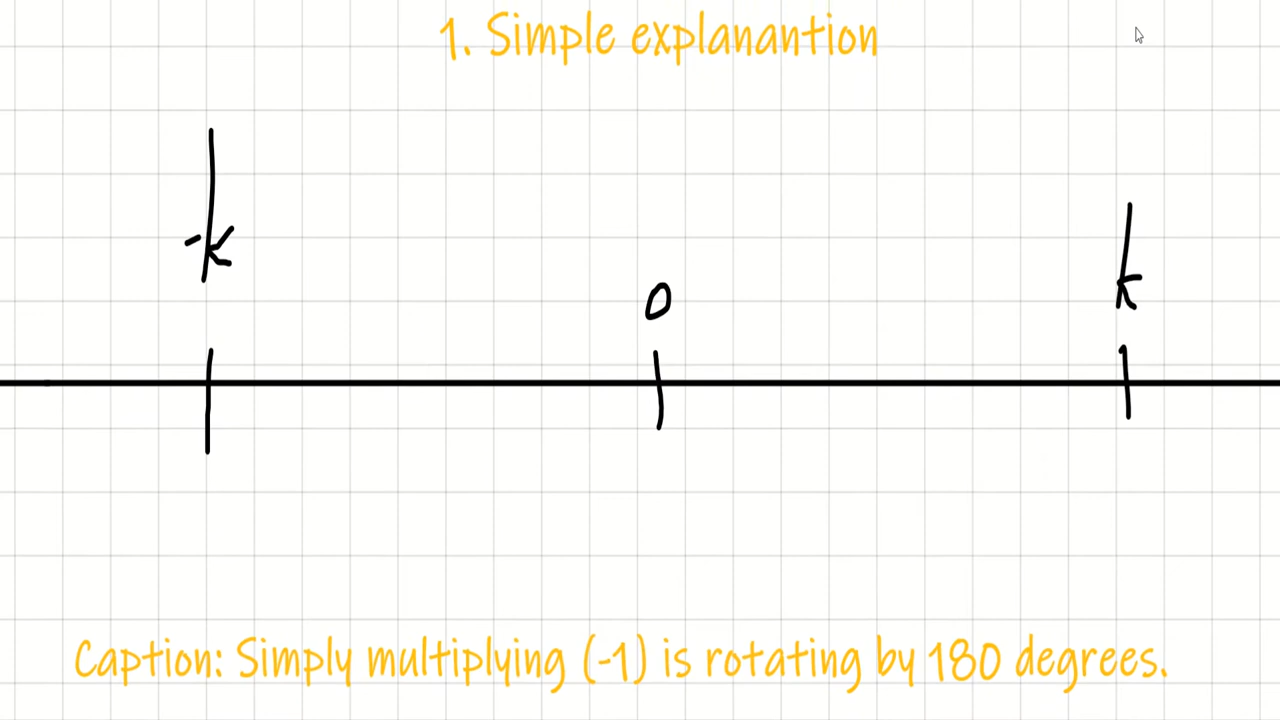 1. Simple explanantion
-k
k
0
Caption: Simply multiplying (-1) is rotating by 180 degrees.